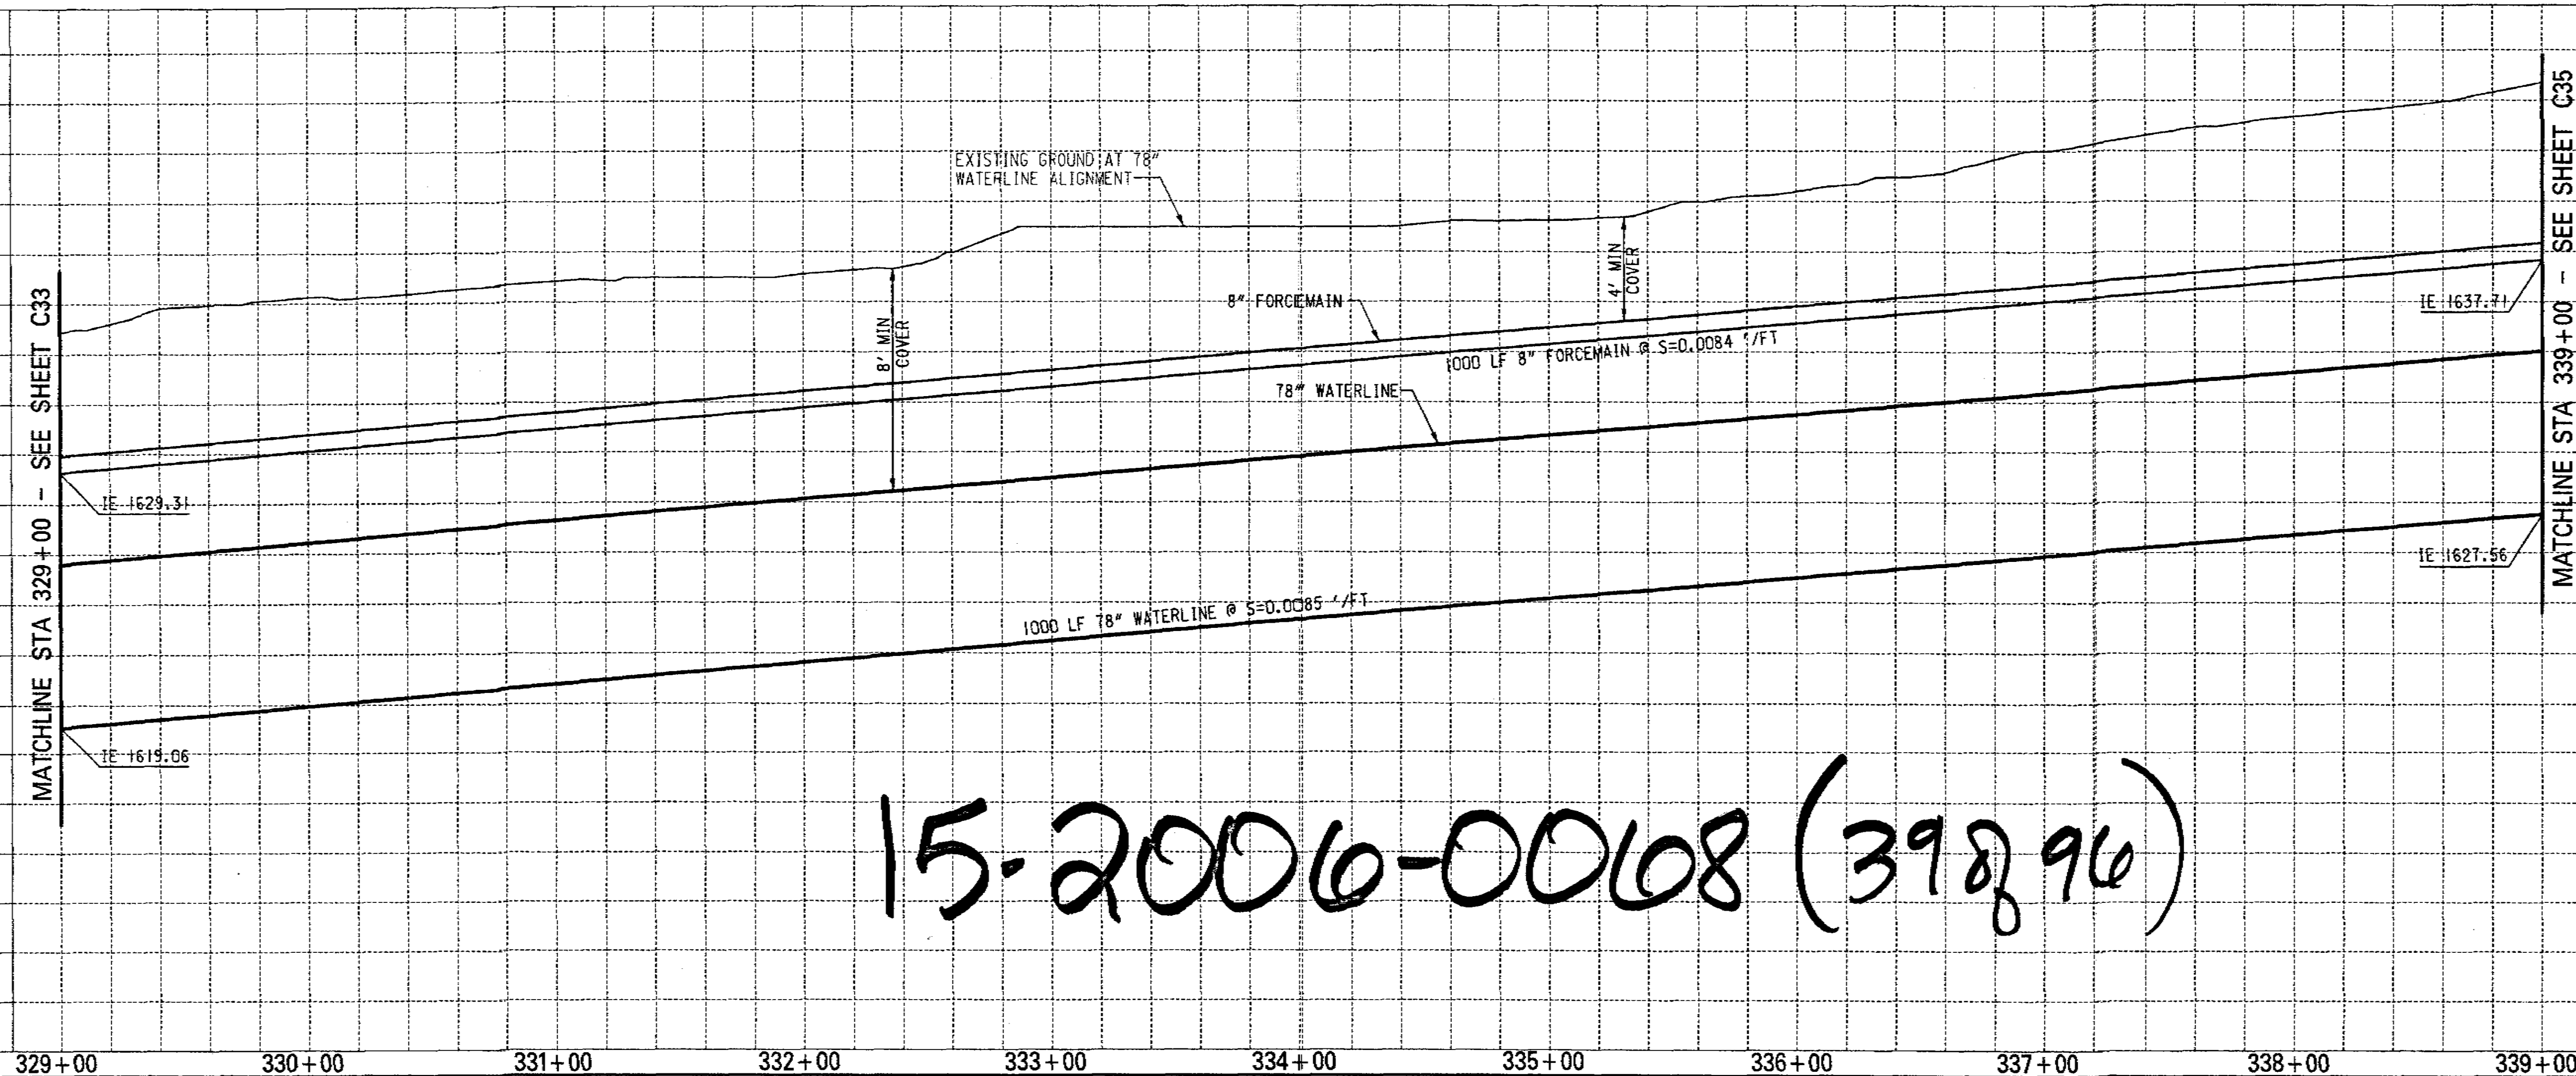 EXISTING GROUND AT 78"
WATERLINE ALIGNMENT
MATCHLINE STA 329+00 - SEE SHEET C33
MATCHLINE STA 339+00 - SEE SHEET C35
8' MIN
COVER
4' MIN
COVER
8" FORCEMAIN
IE 1637.71
1000 LF 8" FORCEMAIN @ S=0.0084 '/FT
78" WATERLINE
IE 1629.31
IE 1627.56
1000 LF 78" WATERLINE @ S=0.0085 '/FT
IE 1619.06
15-2006-0068 (39 of 96)
329+00 330+00 331+00 332+00 333+00 334+00 335+00 336+00 337+00 338+00 339+00